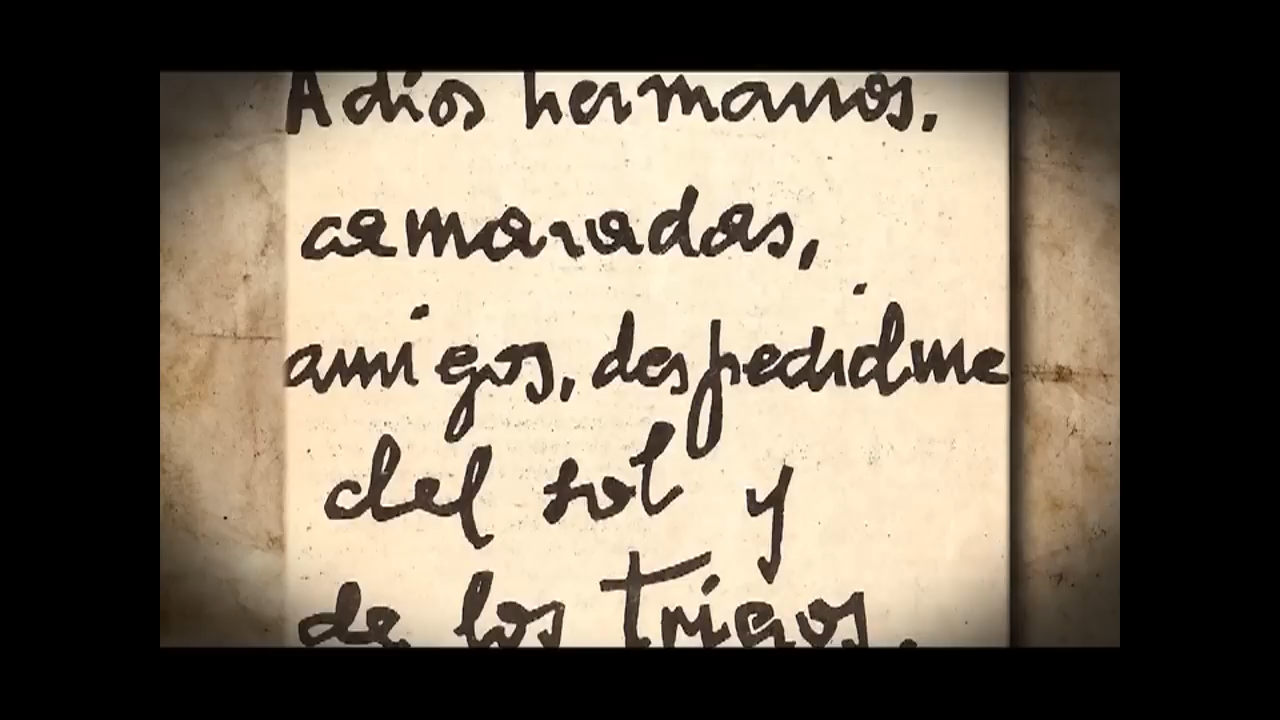 Adios hermanos,
camaradas,
amigos, despedidme
del sol y
de los trigos.